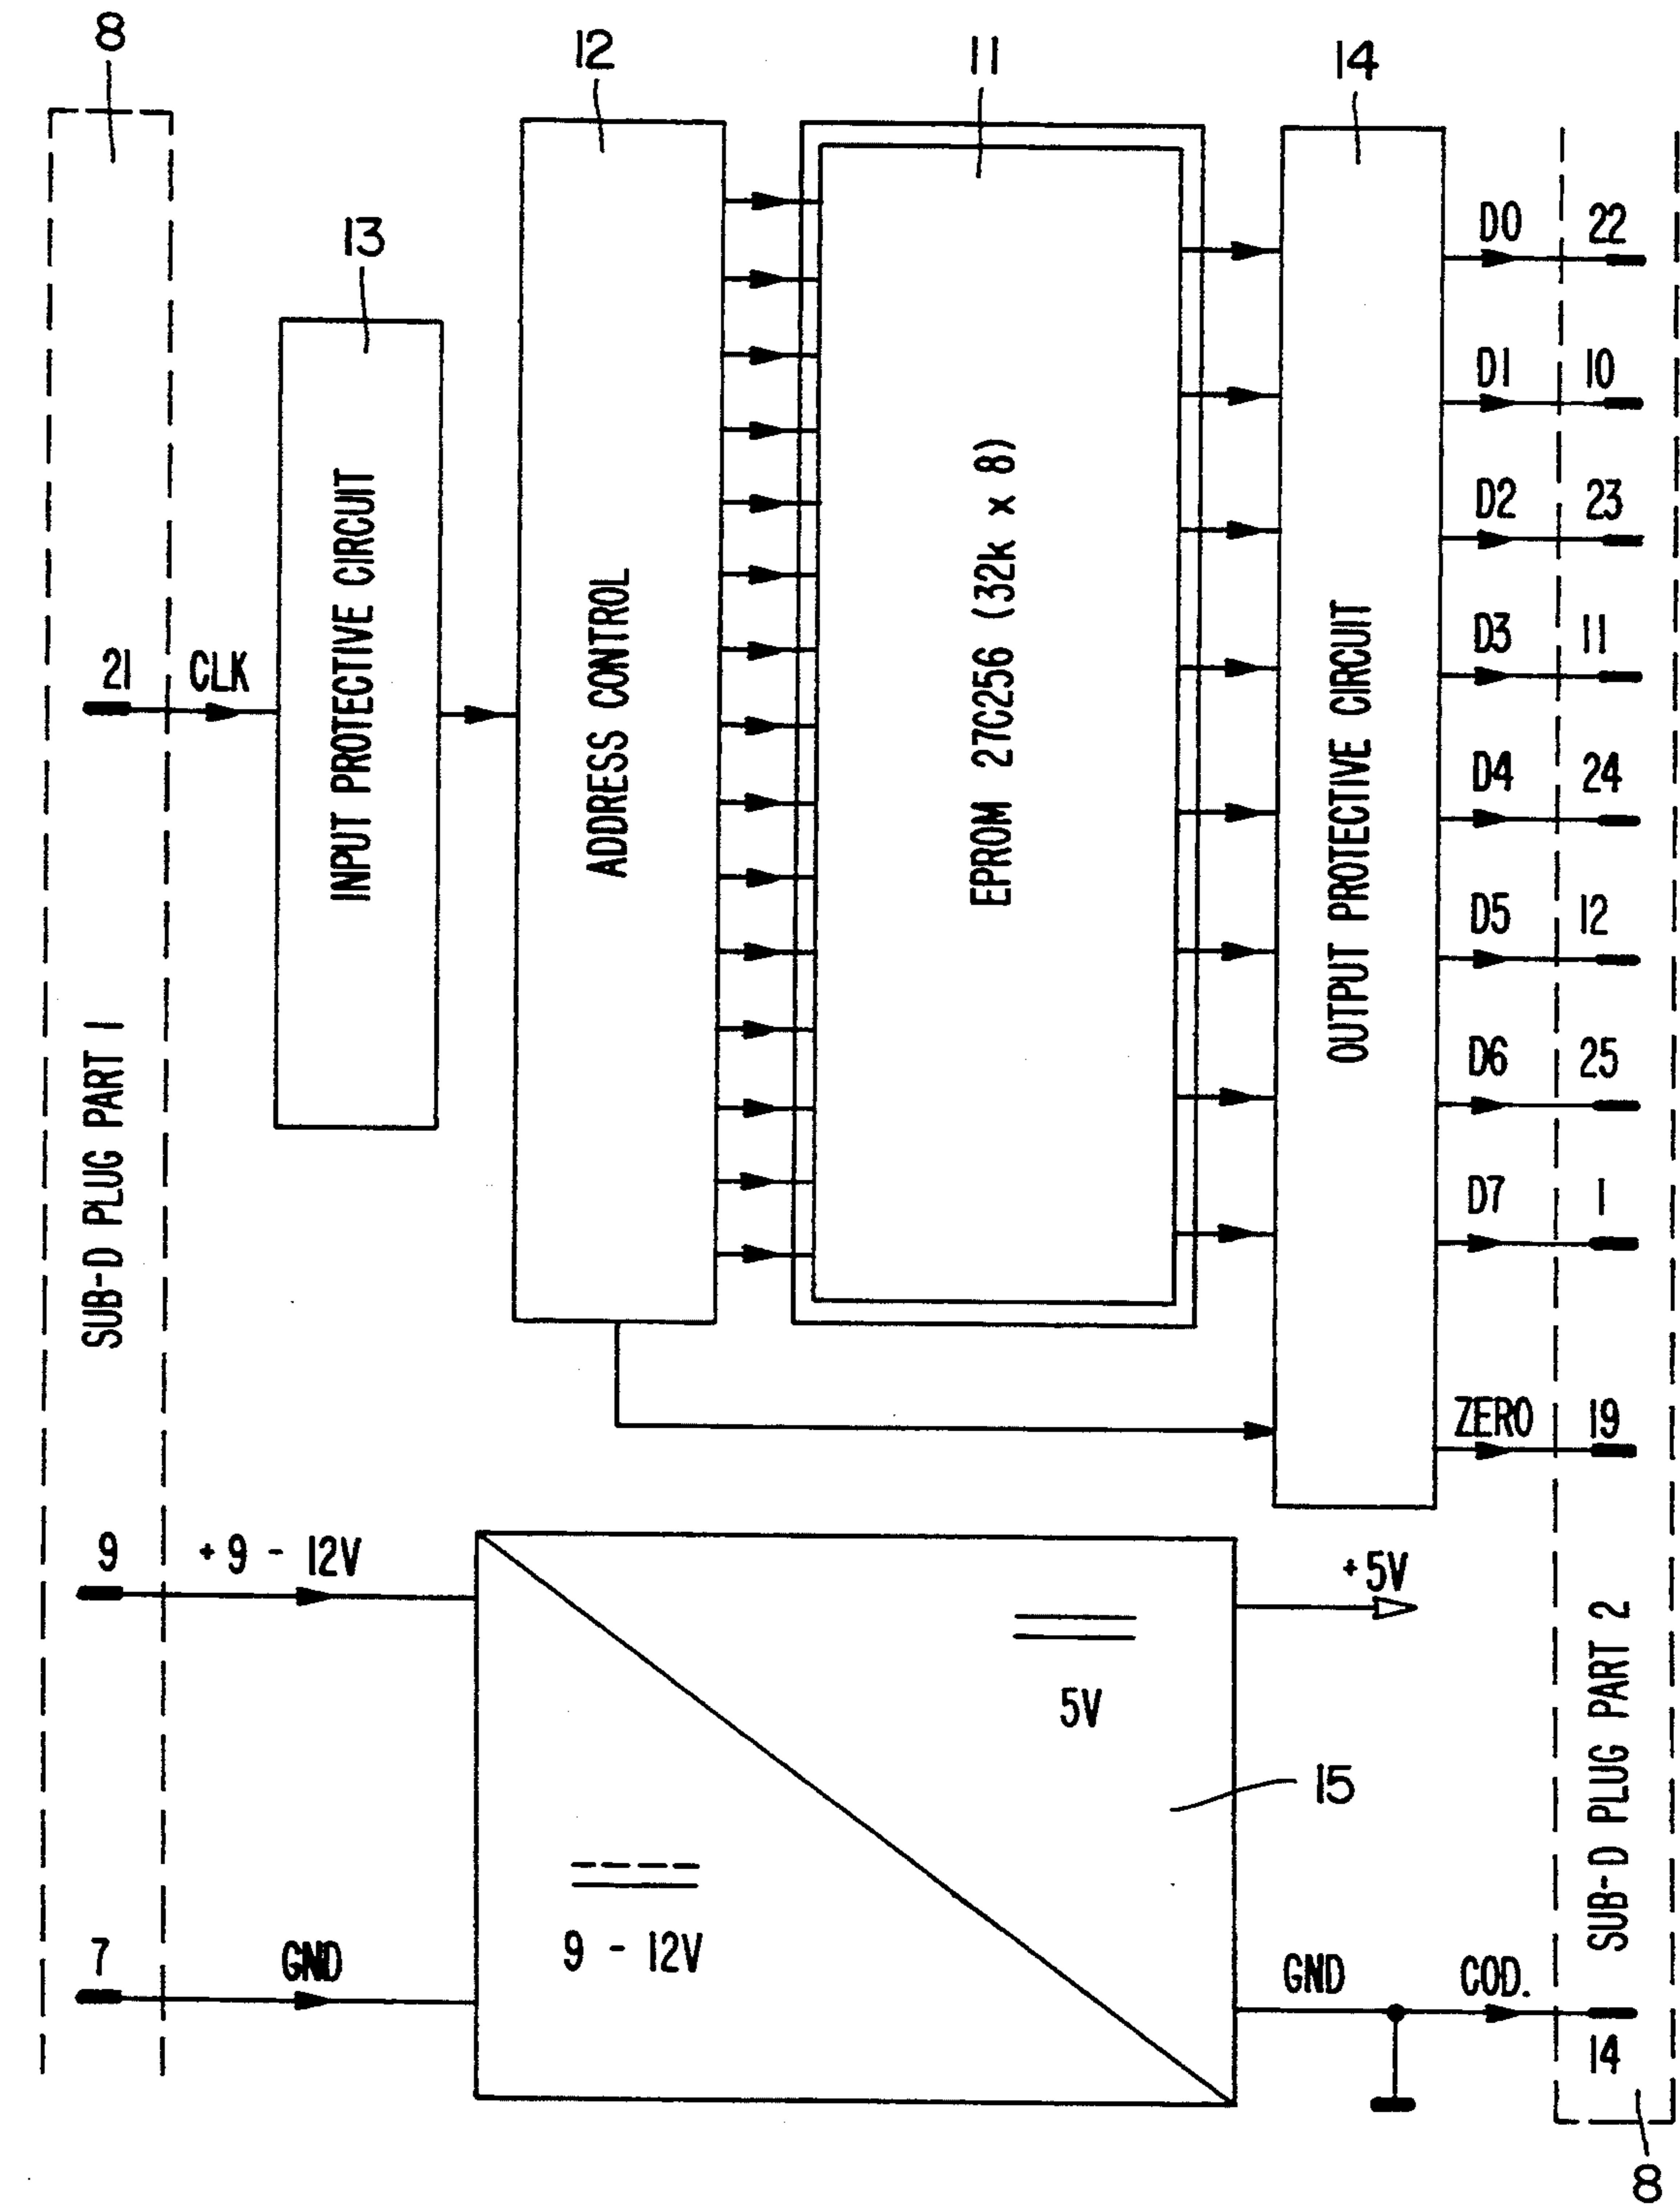 8
12
11
14
13
D0 22
D1 10
D2 23
D3 11
D4 24
D5 12
D6 25
D7 1
ZERO 19
21 CLK
INPUT PROTECTIVE CIRCUIT
ADDRESS CONTROL
EPROM 27C256 (32k x 8)
OUTPUT PROTECTIVE CIRCUIT
SUB-D PLUG PART 1
9 +9 - 12V
+5V
5V
15
9 - 12V
7 GND
GND COD.
14
SUB-D PLUG PART 2
8